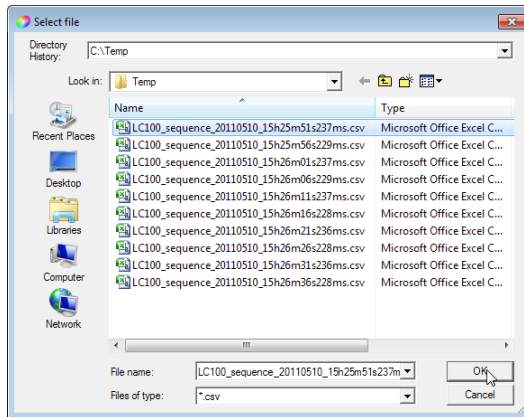 Select file
Directory History:
C:\Temp
Look in:
Temp
Name
Type
LC100_sequence_20110510_15h25m51s237ms.csv Microsoft Office Excel C...
LC100_sequence_20110510_15h25m56s229ms.csv Microsoft Office Excel C...
LC100_sequence_20110510_15h26m01s237ms.csv Microsoft Office Excel C...
LC100_sequence_20110510_15h26m06s229ms.csv Microsoft Office Excel C...
LC100_sequence_20110510_15h26m11s237ms.csv Microsoft Office Excel C...
LC100_sequence_20110510_15h26m16s228ms.csv Microsoft Office Excel C...
LC100_sequence_20110510_15h26m21s236ms.csv Microsoft Office Excel C...
LC100_sequence_20110510_15h26m26s228ms.csv Microsoft Office Excel C...
LC100_sequence_20110510_15h26m31s236ms.csv Microsoft Office Excel C...
LC100_sequence_20110510_15h26m36s228ms.csv Microsoft Office Excel C...
Recent Places
Desktop
Libraries
Computer
Network
File name:
LC100_sequence_20110510_15h25m51s237m
OK
Files of type:
*.csv
Cancel